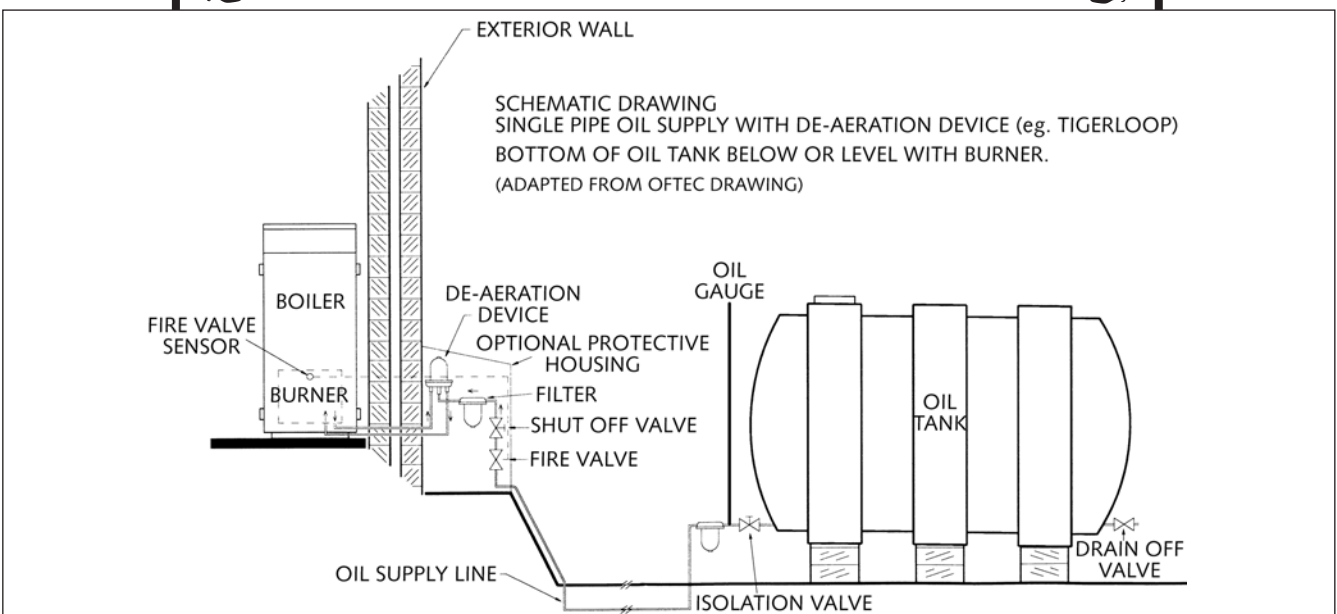 EXTERIOR WALL
SCHEMATIC DRAWING
SINGLE PIPE OIL SUPPLY WITH DE-AERATION DEVICE (eg. TIGERLOOP)
BOTTOM OF OIL TANK BELOW OR LEVEL WITH BURNER.
(ADAPTED FROM OFTEC DRAWING)
OIL
GAUGE
BOILER
DE-AERATION
DEVICE
FIRE VALVE
SENSOR
OPTIONAL PROTECTIVE
HOUSING
BURNER
FILTER
OIL
TANK
SHUT OFF VALVE
FIRE VALVE
DRAIN OFF
VALVE
OIL SUPPLY LINE
ISOLATION VALVE